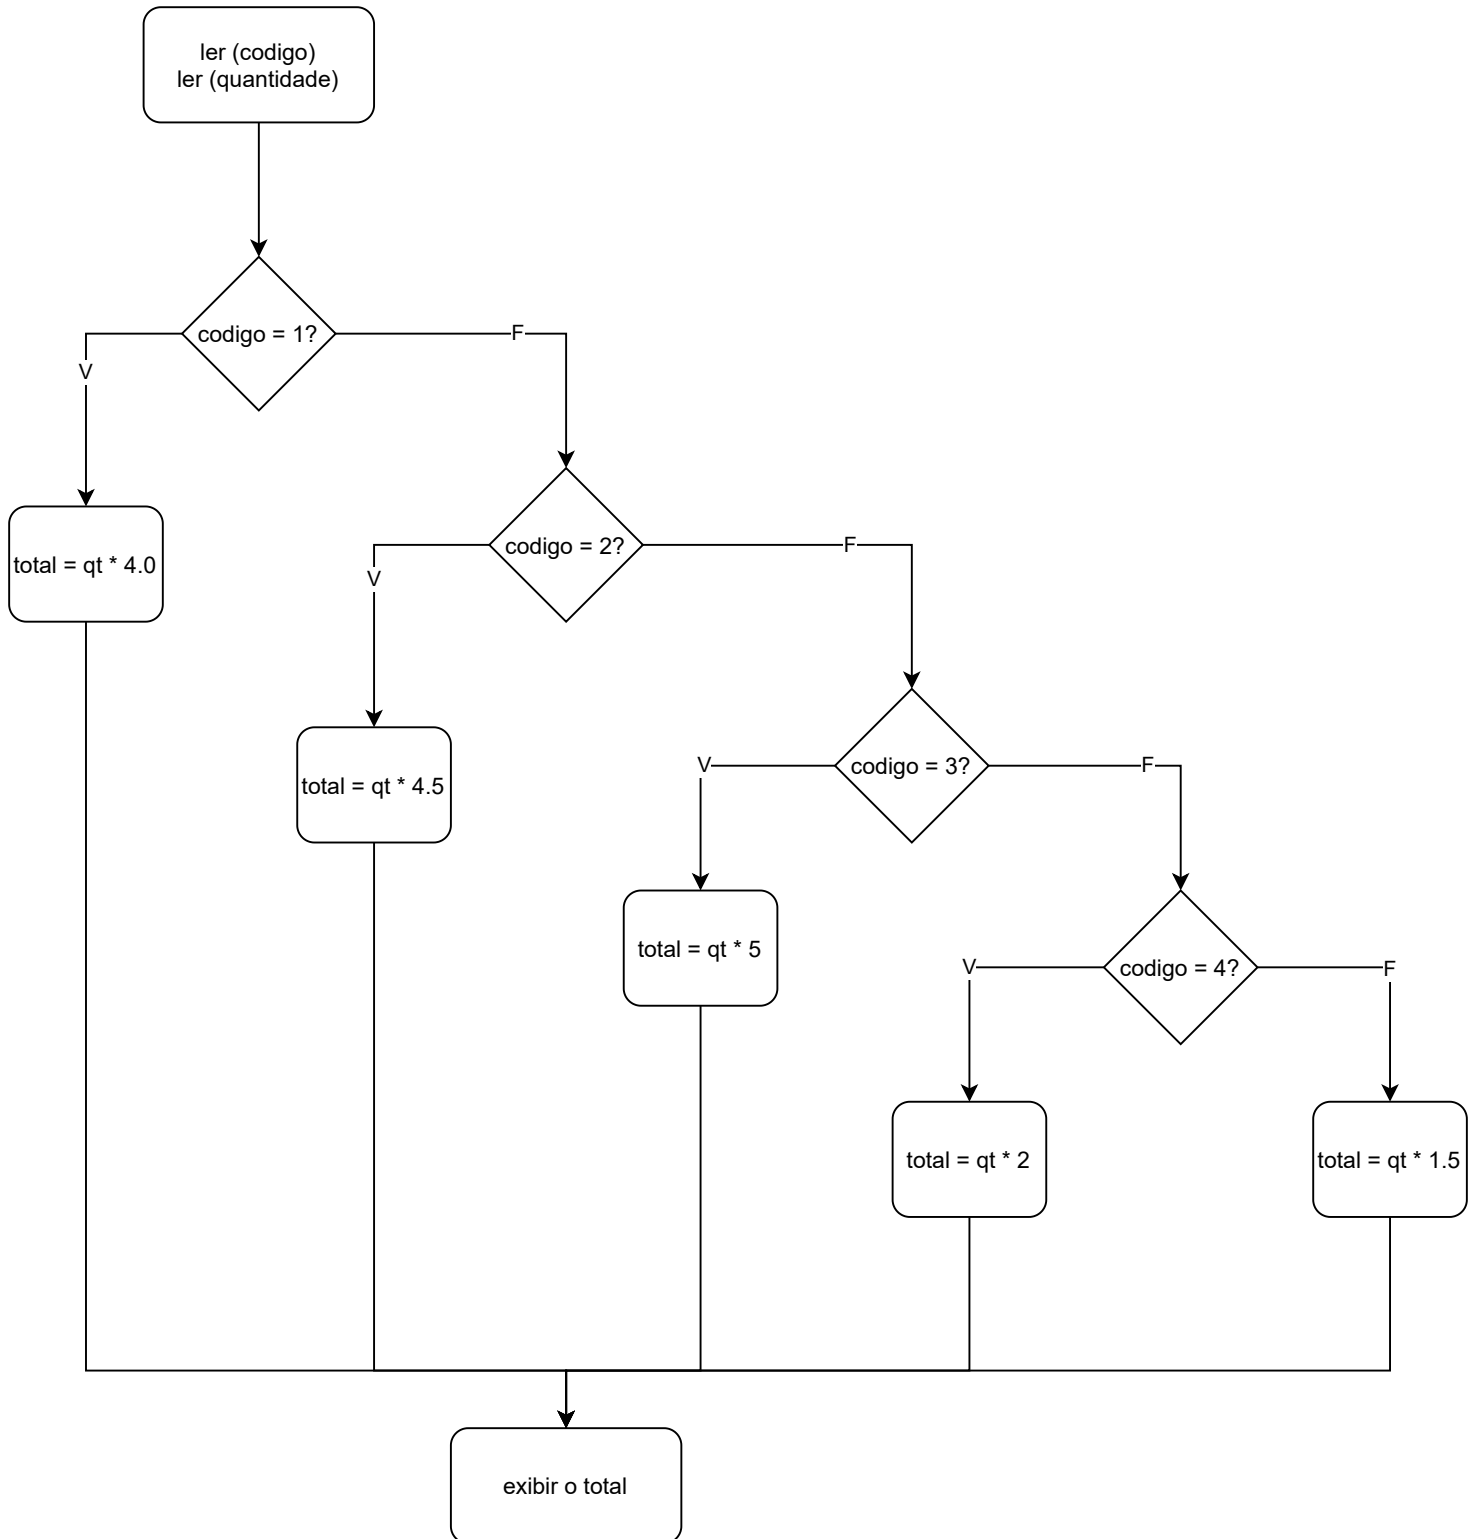 ler (codigo)
ler (quantidade)
codigo = 1?
F
V
codigo = 2?
F
V
total = qt * 4.0
codigo = 3?
V
F
total = qt * 4.5
total = qt * 5
codigo = 4?
V
F
total = qt * 2
total = qt * 1.5
exibir o total